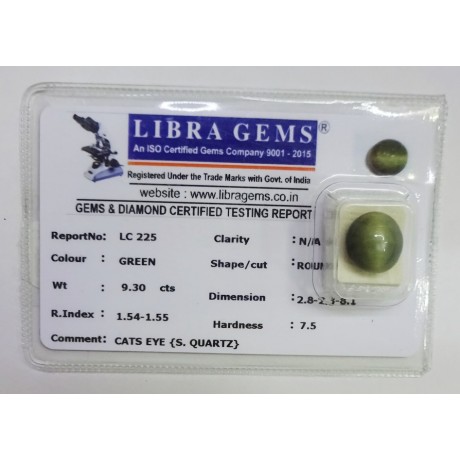 LIBRA GEMS®
An ISO Certified Gems Company 9001 - 2015
Registered Under the Trade Marks with Govt. of India
website : www.libragems.co.in
GEMS & DIAMOND CERTIFIED TESTING REPORT
ReportNo: LC 225 Clarity : N/A
Colour : GREEN Shape/cut :
Wt : 9.30 cts Dimension :
R.Index : 1.54-1.55 Hardness : 7.5
Comment: CATS EYE {S. QUARTZ}